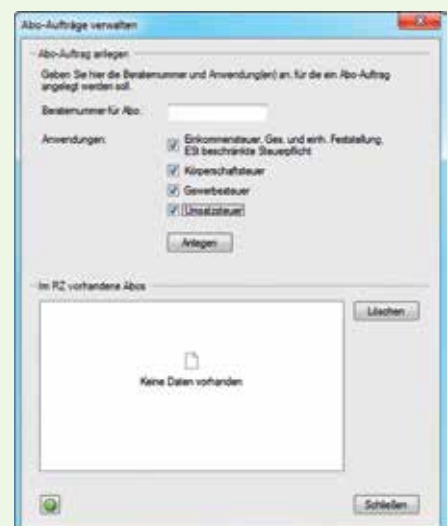 Abo-Aufträge verwalten
Abo-Auftrag anlegen
Geben Sie hier die Beraternummer und Anwendung(en) an, für die ein Abo-Auftrag
angelegt werden soll.
Beraternummer für Abo:
Anwendungen:
Einkommensteuer, Ges. und einh. Feststellung,
ESt beschränkte Steuerpflicht
Körperschaftsteuer
Gewerbesteuer
Umsatzsteuer
Anlegen
Im RZ vorhandene Abos
Löschen
Keine Daten vorhanden
Schließen